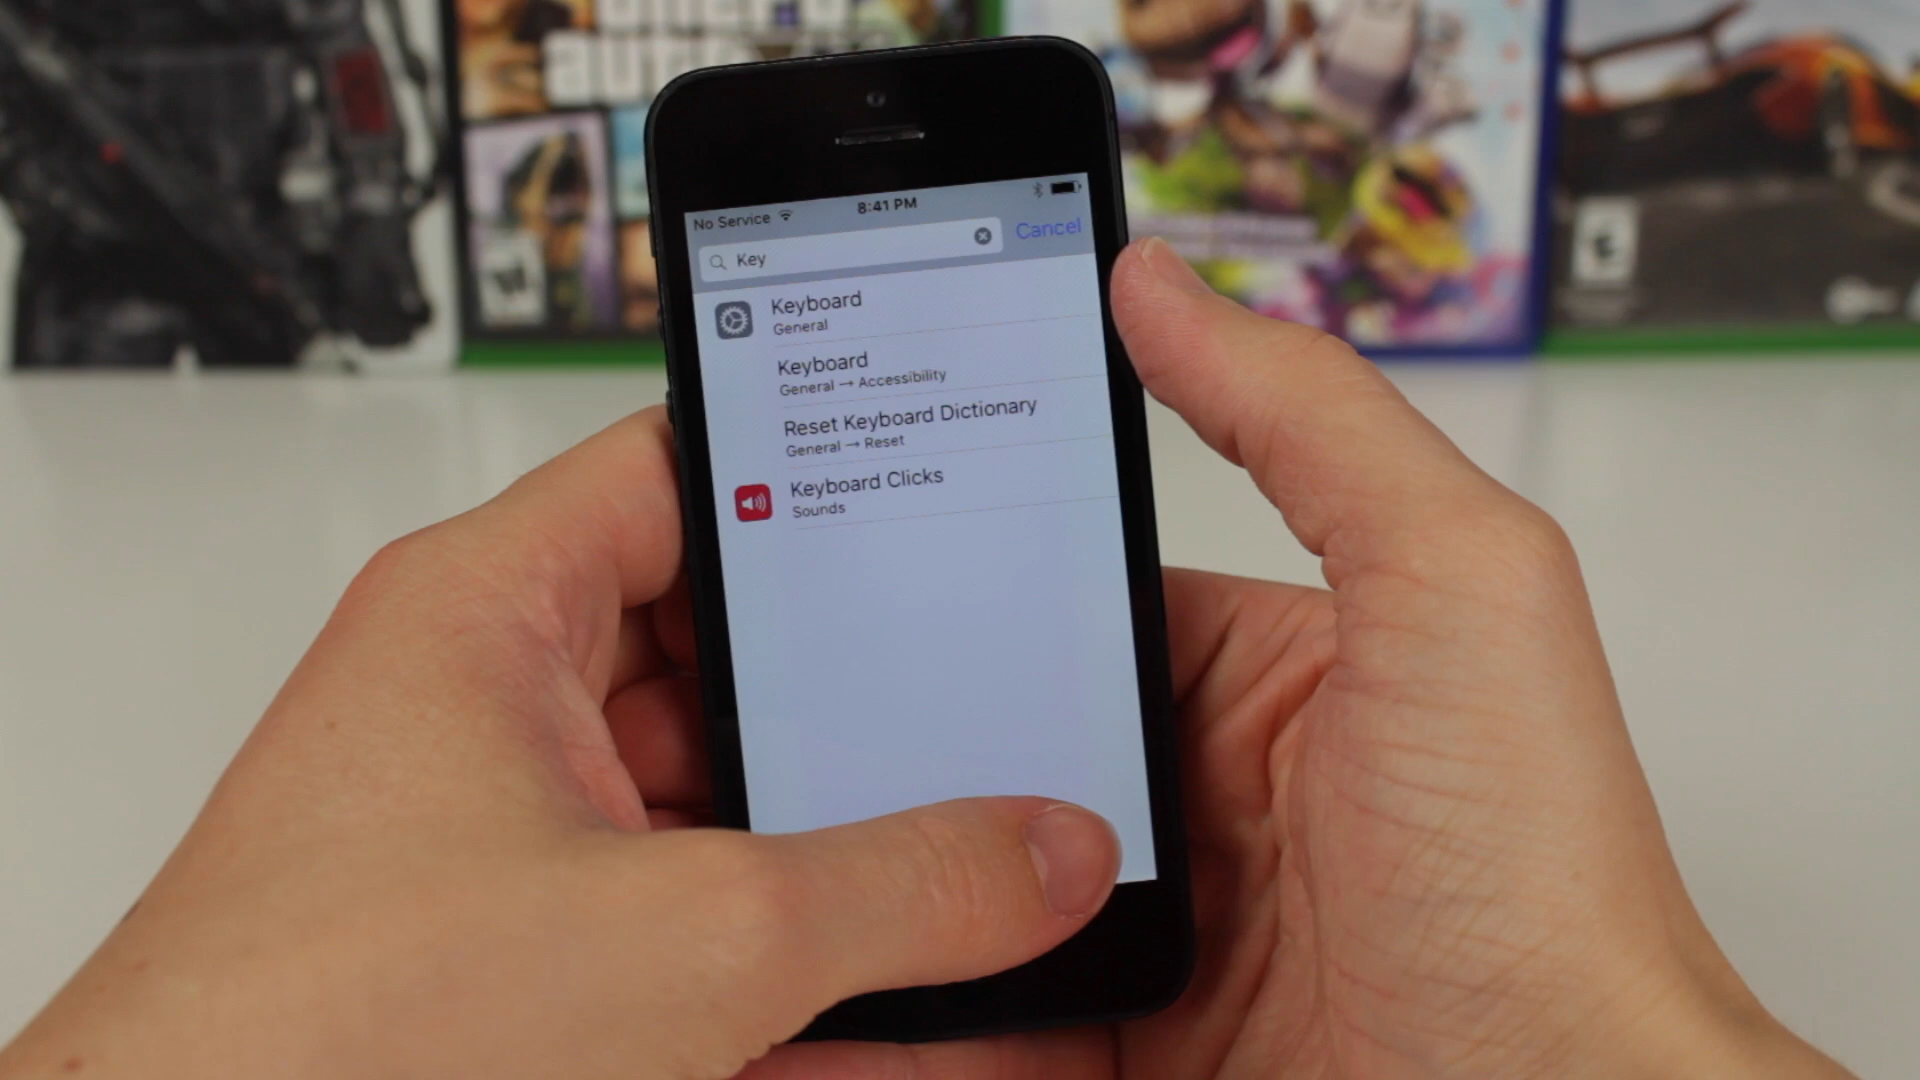 auto
No Service 8:41 PM
Key Cancel
Keyboard
General
Keyboard
General → Accessibility
Reset Keyboard Dictionary
General → Reset
Keyboard Clicks
Sounds